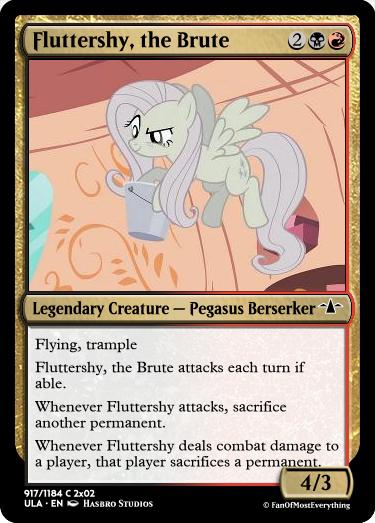 Fluttershy, the Brute 2
Legendary Creature — Pegasus Berserker
Flying, trample
Fluttershy, the Brute attacks each turn if
able.
Whenever Fluttershy attacks, sacrifice
another permanent.
Whenever Fluttershy deals combat damage to
a player, that player sacrifices a permanent.
4/3
917/1184 C 2x02
ULA • EN HASBRO STUDIOS
© FanOfMostEverything